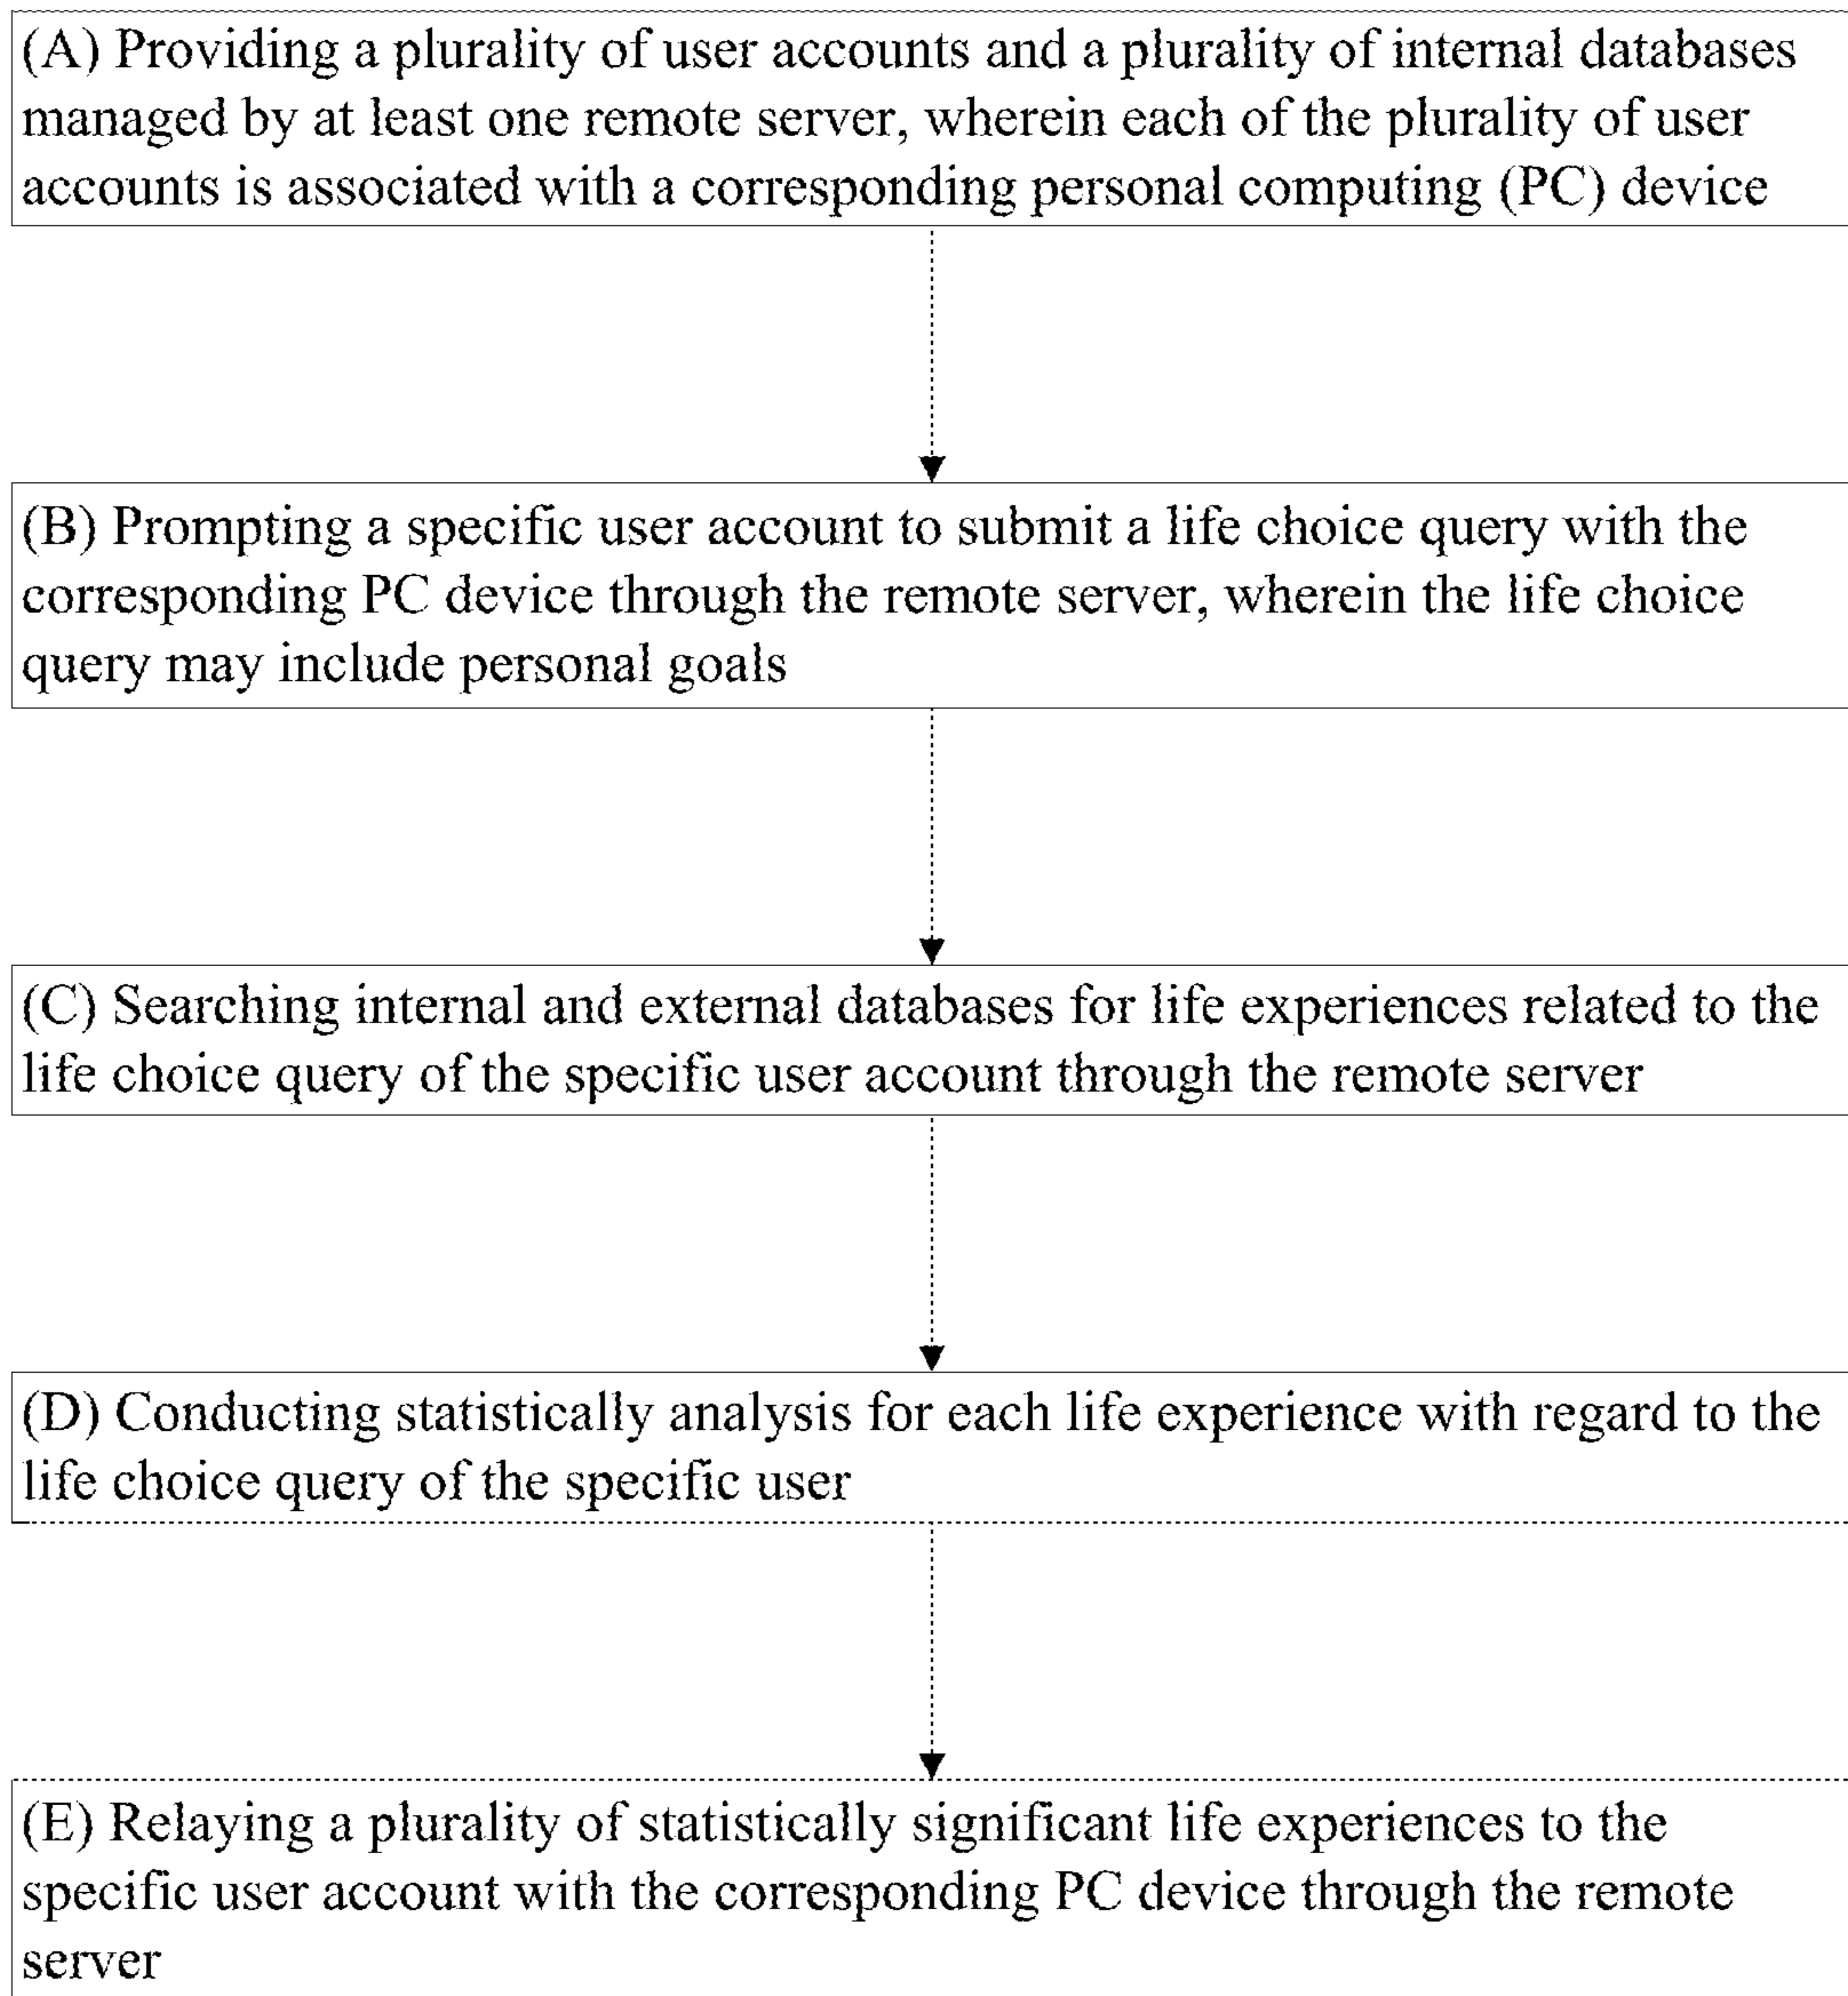 (A) Providing a plurality of user accounts and a plurality of internal databases
managed by at least one remote server, wherein each of the plurality of user
accounts is associated with a corresponding personal computing (PC) device
(B) Prompting a specific user account to submit a life choice query with the
corresponding PC device through the remote server, wherein the life choice
query may include personal goals
(C) Searching internal and external databases for life experiences related to the
life choice query of the specific user account through the remote server
(D) Conducting statistically analysis for each life experience with regard to the
life choice query of the specific user
(E) Relaying a plurality of statistically significant life experiences to the
specific user account with the corresponding PC device through the remote
server